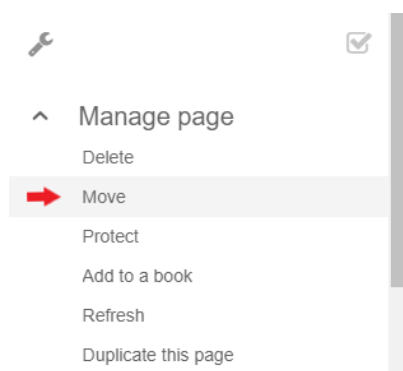 Manage page
Delete
Move
Protect
Add to a book
Refresh
Duplicate this page